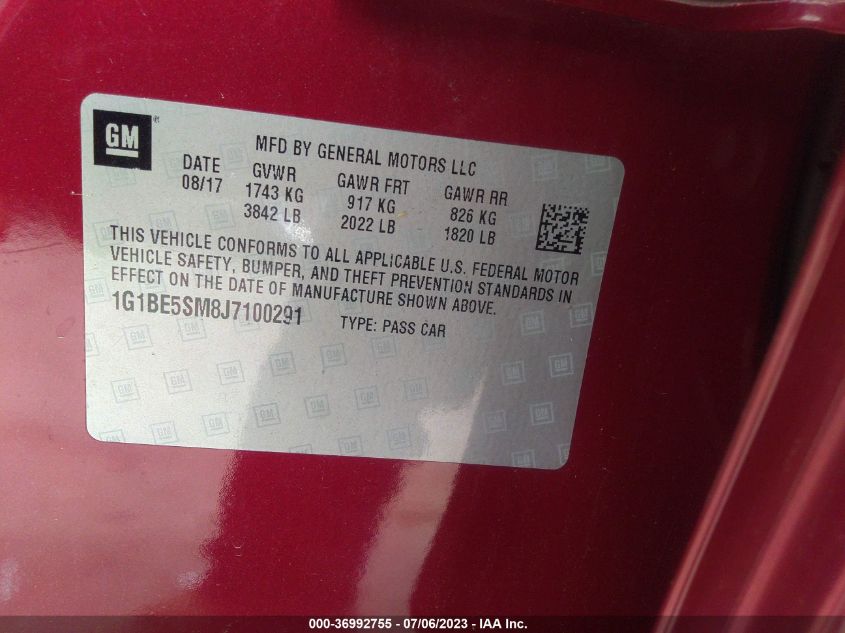 GM
MFD BY GENERAL MOTORS LLC
DATE GVWR GAWR FRT GAWR RR
08/17 1743 KG 917 KG 826 KG
3842 LB 2022 LB 1820 LB
THIS VEHICLE CONFORMS TO ALL APPLICABLE U.S. FEDERAL MOTOR
VEHICLE SAFETY, BUMPER, AND THEFT PREVENTION STANDARDS IN
EFFECT ON THE DATE OF MANUFACTURE SHOWN ABOVE.
1G1BE5SM8J7100291 TYPE: PASS CAR
000-36992755 - 07/06/2023 - IAA Inc.